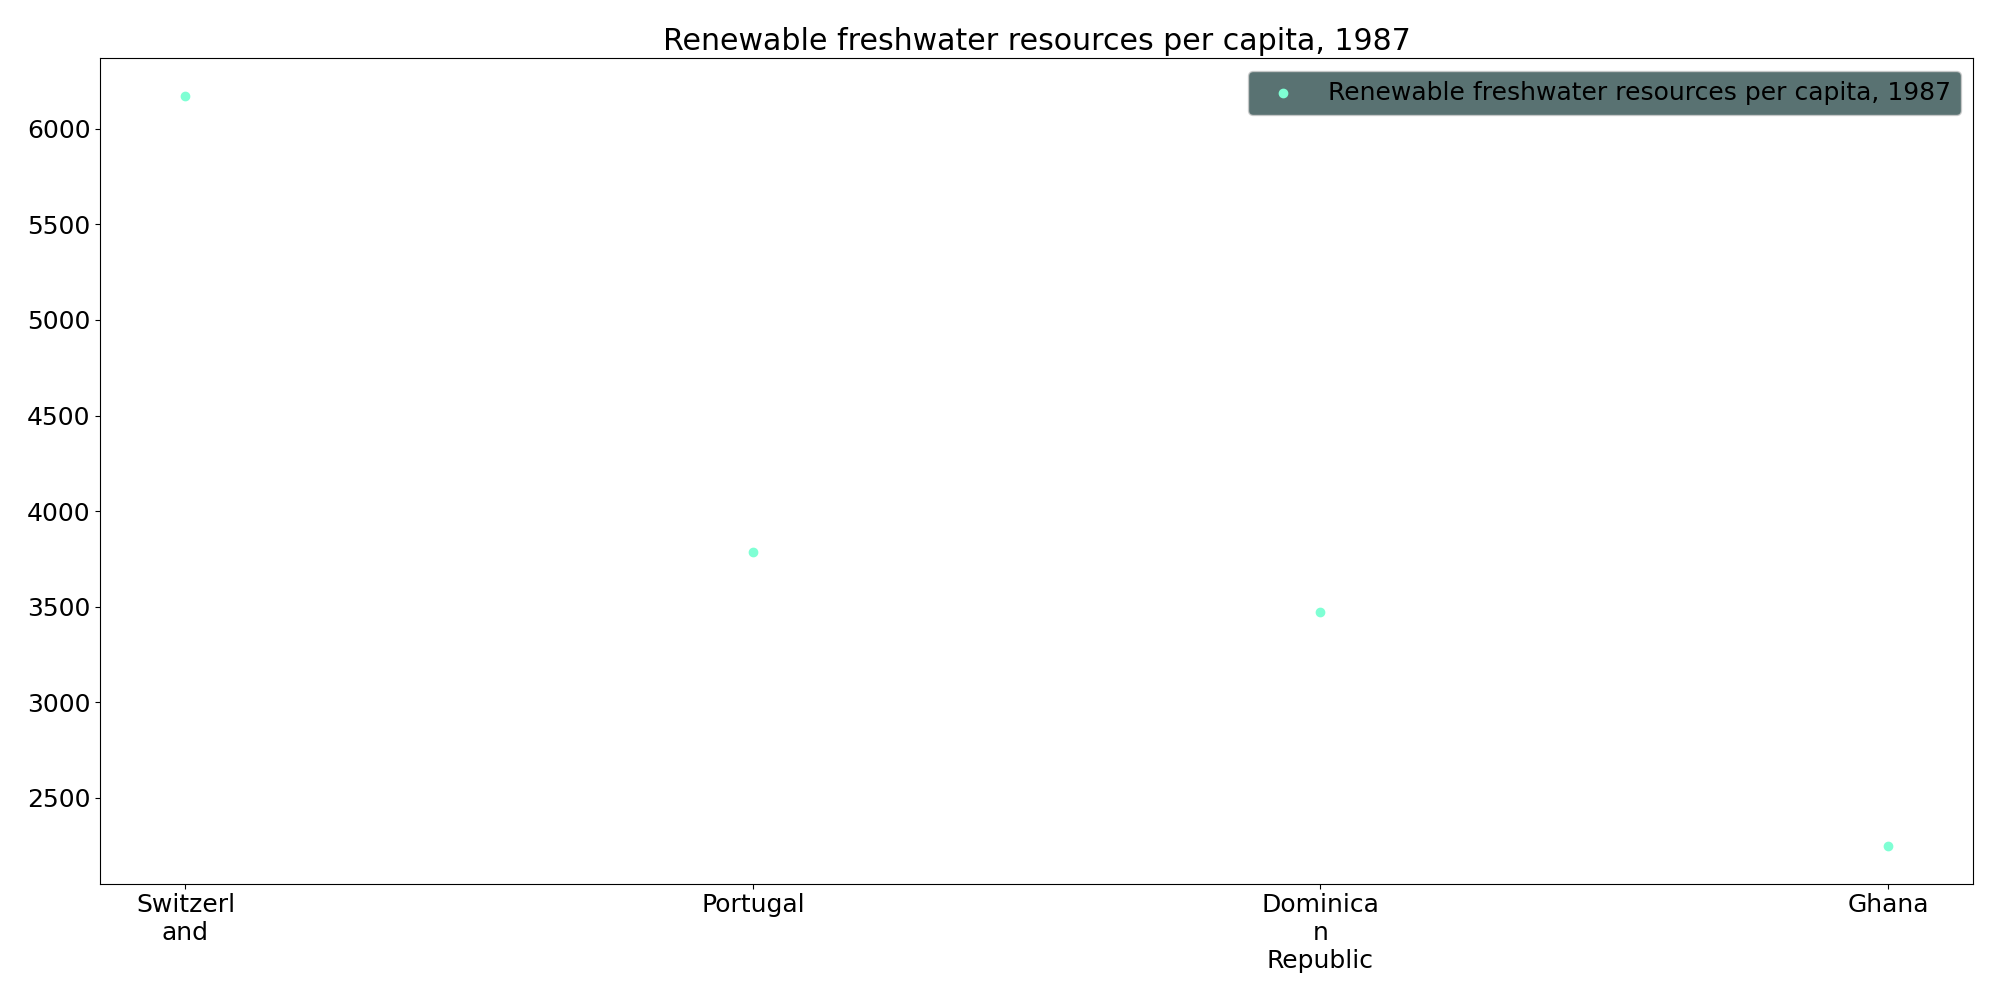 Renewable freshwater resources per capita, 1987
Renewable freshwater resources per capita, 1987
6000
5500
5000
4500
4000
3500
3000
2500
Switzerl
and
Portugal
Dominica
n
Republic
Ghana